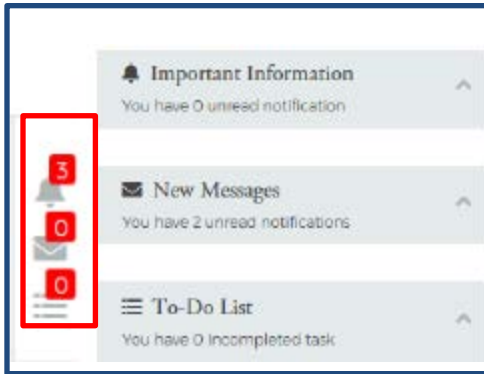 Important Information
You have 0 unread notification
3
New Messages
0
You have 2 unread notifications
0
To-Do List
You have 0 Incompleted task